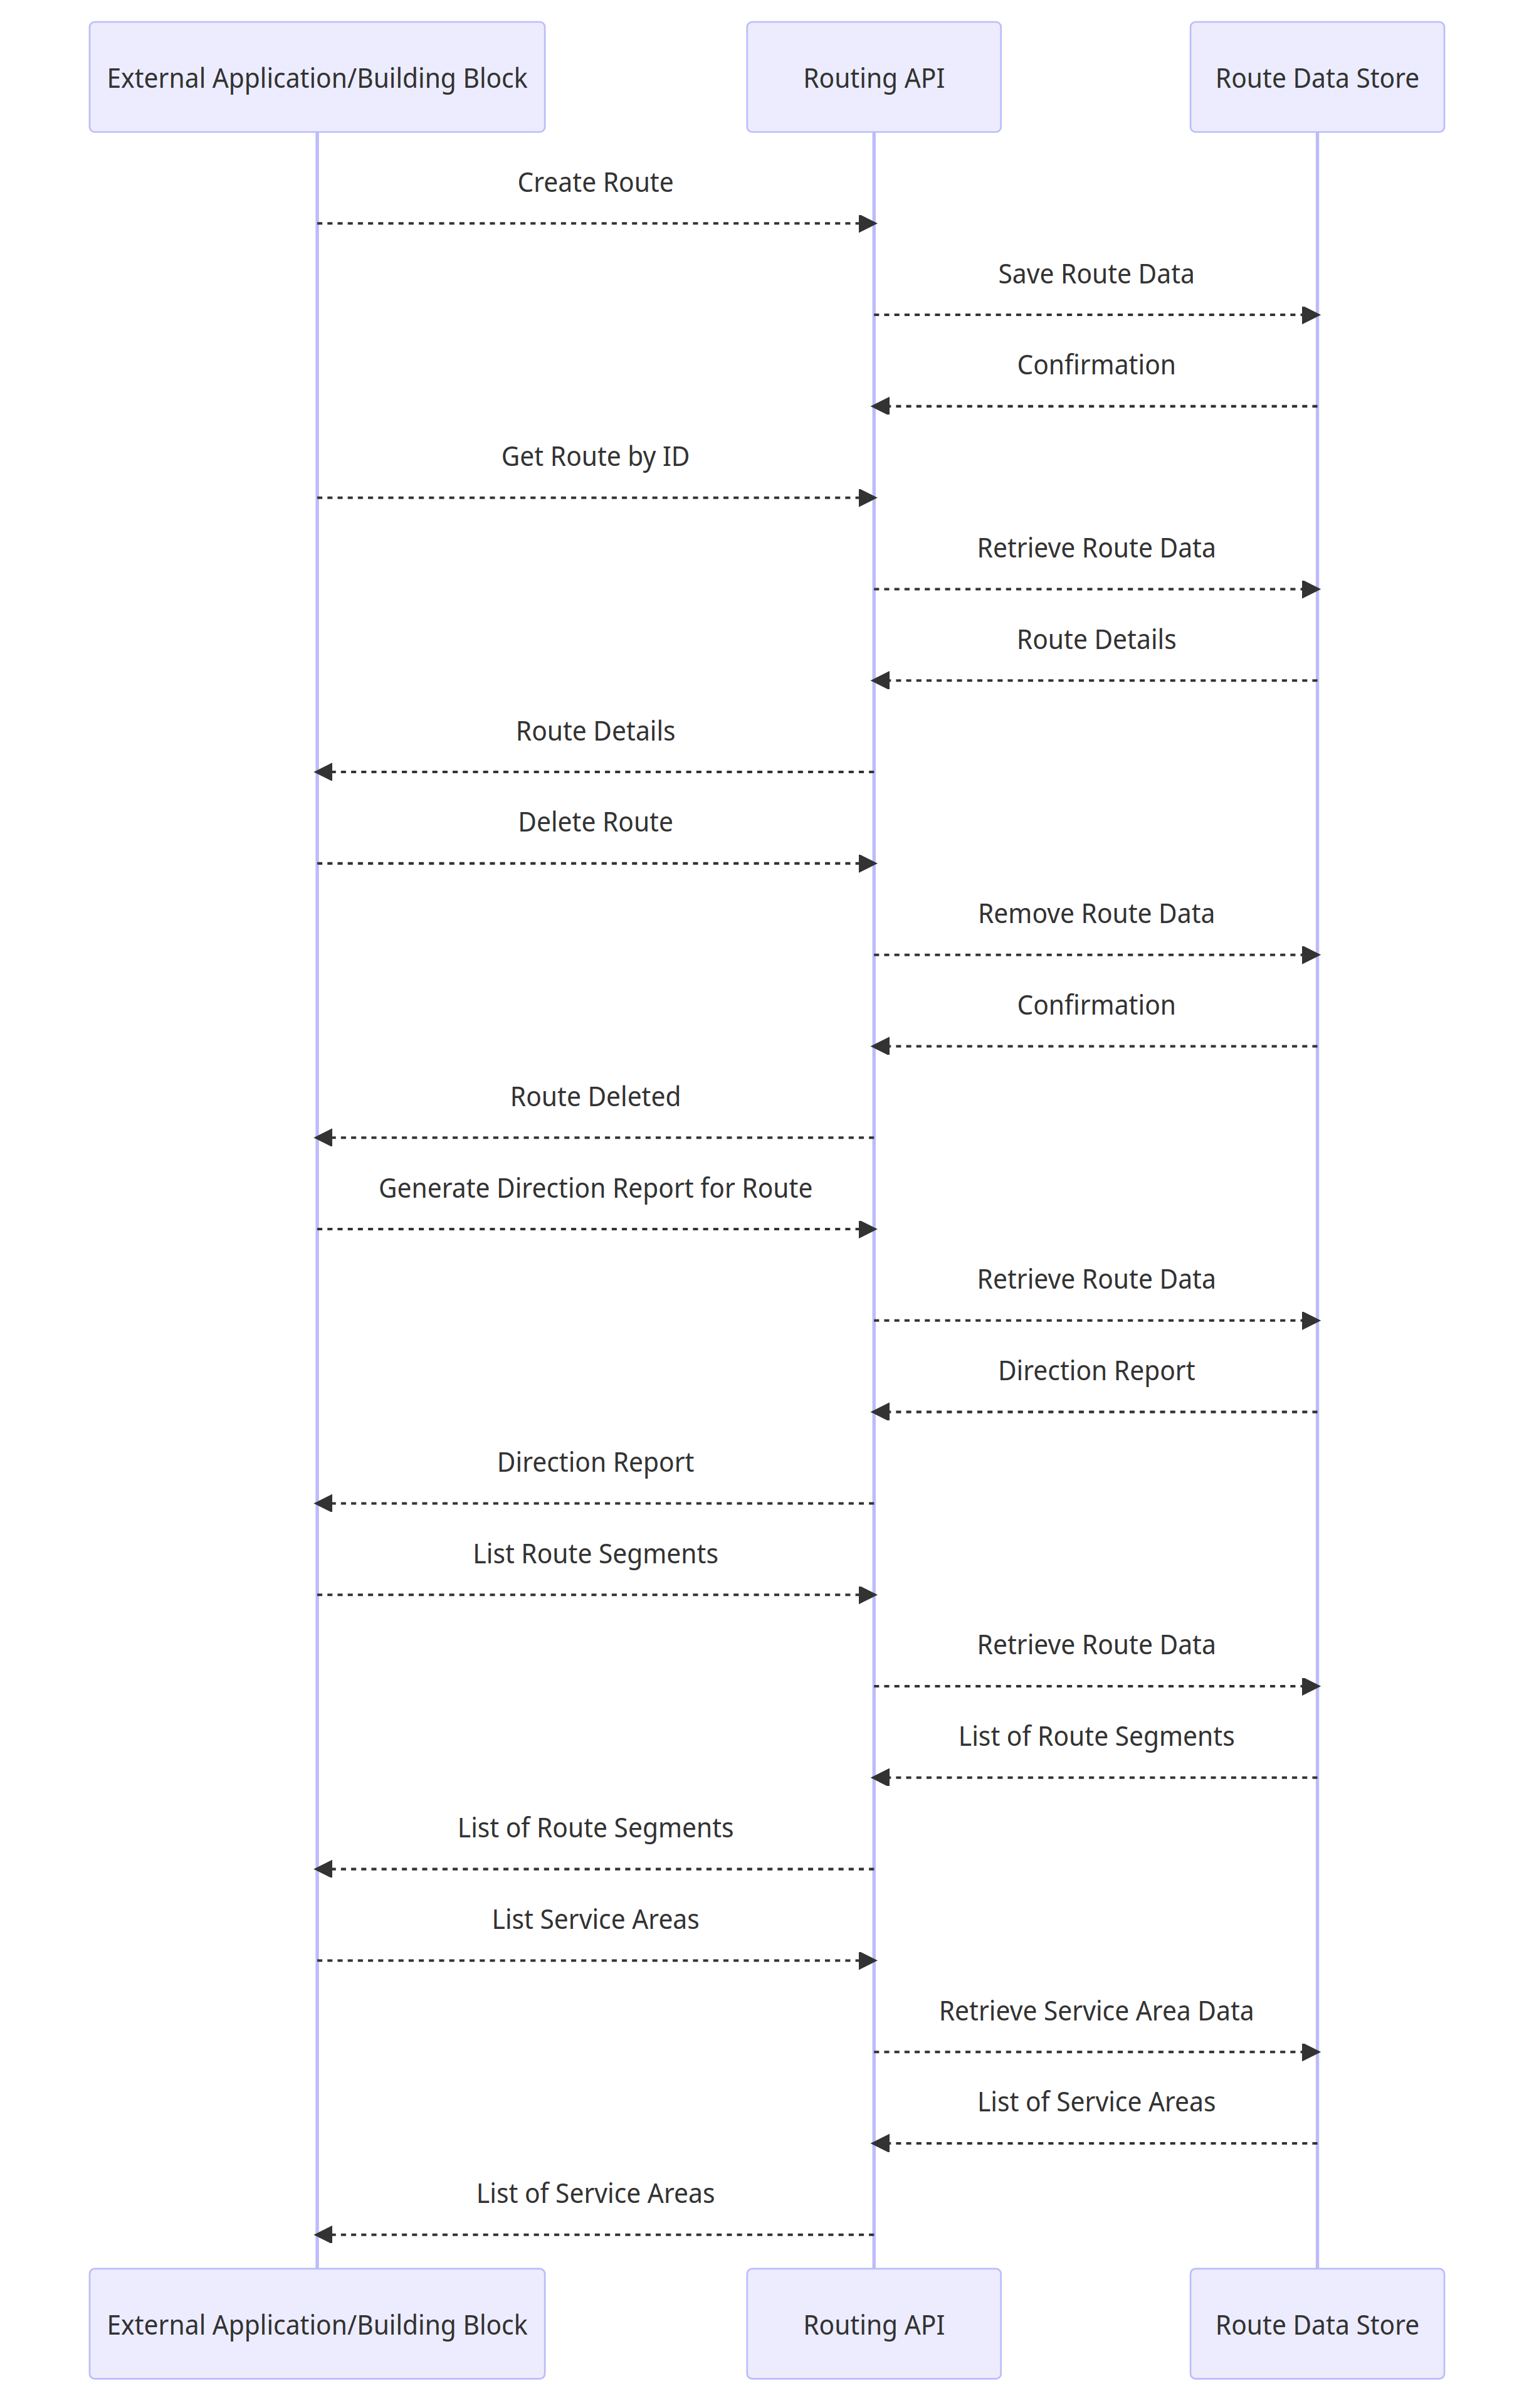 External Application/Building Block
Routing API
Route Data Store
Create Route
Save Route Data
Confirmation
Get Route by ID
Retrieve Route Data
Route Details
Route Details
Delete Route
Remove Route Data
Confirmation
Route Deleted
Generate Direction Report for Route
Retrieve Route Data
Direction Report
Direction Report
List Route Segments
Retrieve Route Data
List of Route Segments
List of Route Segments
List Service Areas
Retrieve Service Area Data
List of Service Areas
List of Service Areas
External Application/Building Block
Routing API
Route Data Store